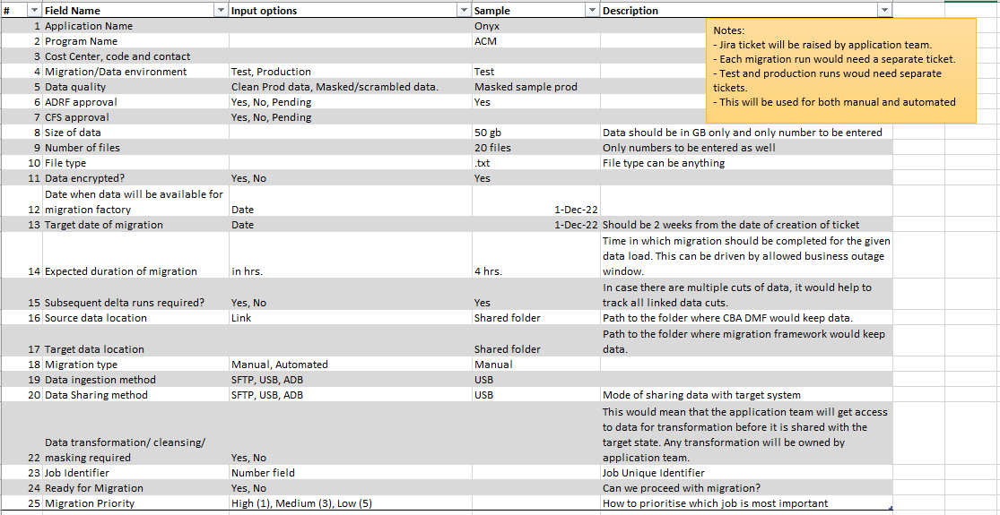 # Field Name Input options Sample Description
1 Application Name Onyx
2 Program Name ACM
3 Cost Center, code and contact
4 Migration/Data environment Test, Production Test
5 Data quality Clean Prod data, Masked/scrambled data. Masked sample prod
6 ADRF approval Yes, No, Pending Yes
7 CFS approval Yes, No, Pending
Notes:
- Jira ticket will be raised by application team.
- Each migration run would need a separate ticket.
- Test and production runs woud need separate
tickets.
- This will be used for both manual and automated
8 Size of data 50 gb Data should be in GB only and only number to be entered
9 Number of files 20 files Only numbers to be entered as well
10 File type .txt File type can be anything
11 Data encrypted? Yes, No Yes
Date when data will be available for
12 migration factory Date 1-Dec-22
13 Target date of migration Date 1-Dec-22 Should be 2 weeks from the date of creation of ticket
Time in which migration should be completed for the given
data load. This can be driven by allowed business outage
14 Expected duration of migration in hrs. 4 hrs. window.
In case there are multiple cuts of data, it would help to
15 Subsequent delta runs required? Yes, No Yes track all linked data cuts.
16 Source data location Link Shared folder Path to the folder where CBA DMF would keep data.
Path to the folder where migration framework would keep
17 Target data location Shared folder data.
18 Migration type Manual, Automated Manual
19 Data ingestion method SFTP, USB, ADB USB
20 Data Sharing method SFTP, USB, ADB USB Mode of sharing data with target system
This would mean that the application team will get access
to data for transformation before it is shared with the
Data transformation/ cleansing/ target state. Any transformation will be owned by
22 masking required Yes, No application team.
23 Job Identifier Number field Job Unique Identifier
24 Ready for Migration Yes, No Can we proceed with migration?
25 Migration Priority High (1), Medium (3), Low (5) How to prioritise which job is most important